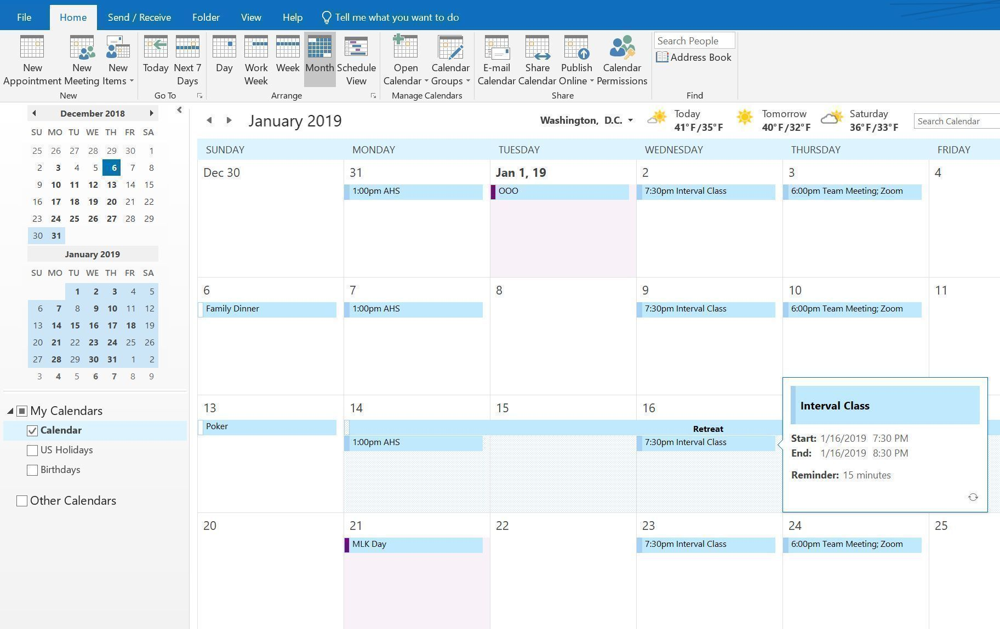 File Home Send / Receive Folder View Help Tell me what you want to do
New Appointment
New Meeting
New Items
Today
Next 7 Days
Day
Work Week
Week
Month
Schedule View
Open Calendar
Calendar Groups
E-mail Calendar
Share Calendar
Publish Online
Calendar Permissions
Search People
Address Book
New Go To Arrange Manage Calendars Share Find
December 2018
SU MO TU WE TH FR SA
25 26 27 28 29 30 1
2 3 4 5 6 7 8
9 10 11 12 13 14 15
16 17 18 19 20 21 22
23 24 25 26 27 28 29
30 31
January 2019
SU MO TU WE TH FR SA
1 2 3 4 5
6 7 8 9 10 11 12
13 14 15 16 17 18 19
20 21 22 23 24 25 26
27 28 29 30 31 1 2
3 4 5 6 7 8 9
My Calendars
Calendar
US Holidays
Birthdays
Other Calendars
January 2019
Washington, D.C.
Today
41°F/35°F
Tomorrow
40°F/32°F
Saturday
36°F/33°F
Search Calendar
SUNDAY MONDAY TUESDAY WEDNESDAY THURSDAY FRIDAY
Dec 30 31 Jan 1, 19 2 3 4
1:00pm AHS OOO 7:30pm Interval Class 6:00pm Team Meeting; Zoom
6 7 8 9 10 11
Family Dinner 1:00pm AHS 7:30pm Interval Class 6:00pm Team Meeting; Zoom
13 14 15 16
Poker Retreat
1:00pm AHS 7:30pm Interval Class
Interval Class
Start: 1/16/2019 7:30 PM
End: 1/16/2019 8:30 PM
Reminder: 15 minutes
20 21 22 23 24 25
MLK Day 7:30pm Interval Class 6:00pm Team Meeting; Zoom